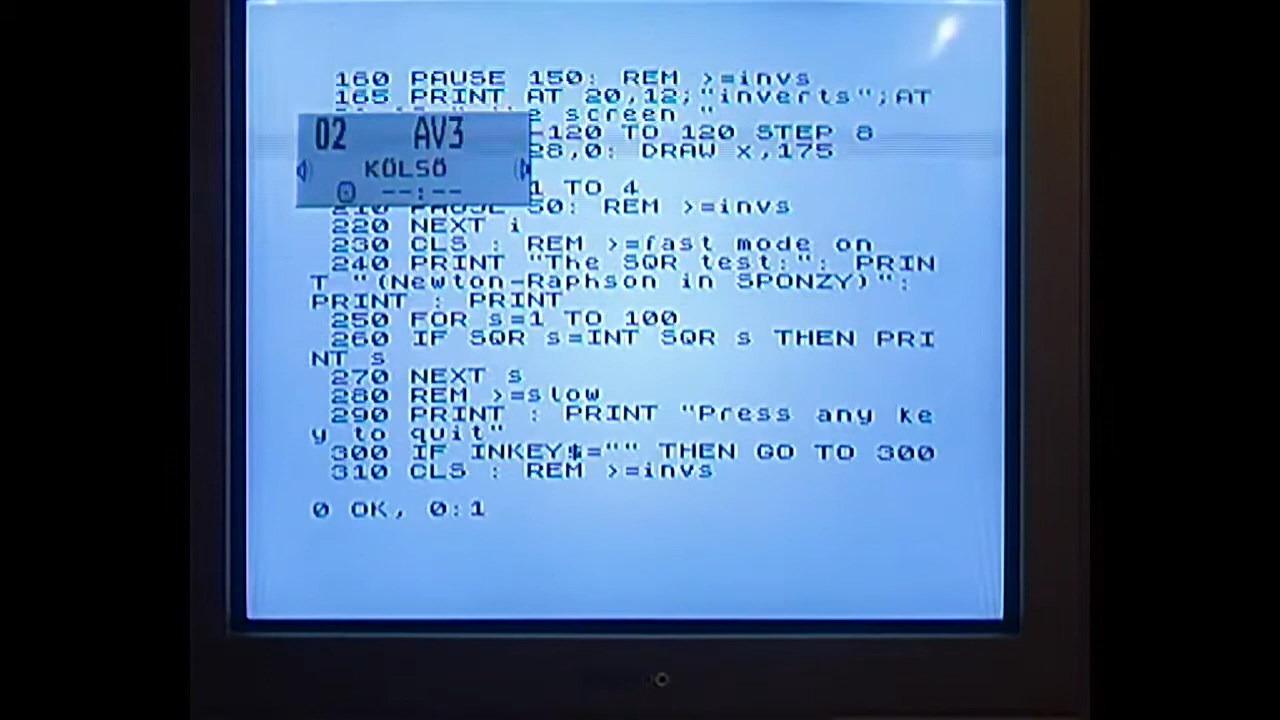 160 PAUSE 150: REM >=invs
165 PRINT AT 20,12;"inverts";AT
e screen "
02 AV3
-120 TO 120 STEP 8
28,0: DRAW x,175
KÜLSÖ
1 TO 4
--:--
210 PAUSE 50: REM >=invs
220 NEXT i
230 CLS : REM >=fast mode on
240 PRINT "The SQR test:": PRIN
T "(Newton-Raphson in SPONZY)":
PRINT : PRINT
250 FOR s=1 TO 100
260 IF SQR s=INT SQR s THEN PRI
NT s
270 NEXT s
280 REM >=slow
290 PRINT : PRINT "Press any ke
y to quit"
300 IF INKEY$="" THEN GO TO 300
310 CLS : REM >=invs
0 OK, 0:1